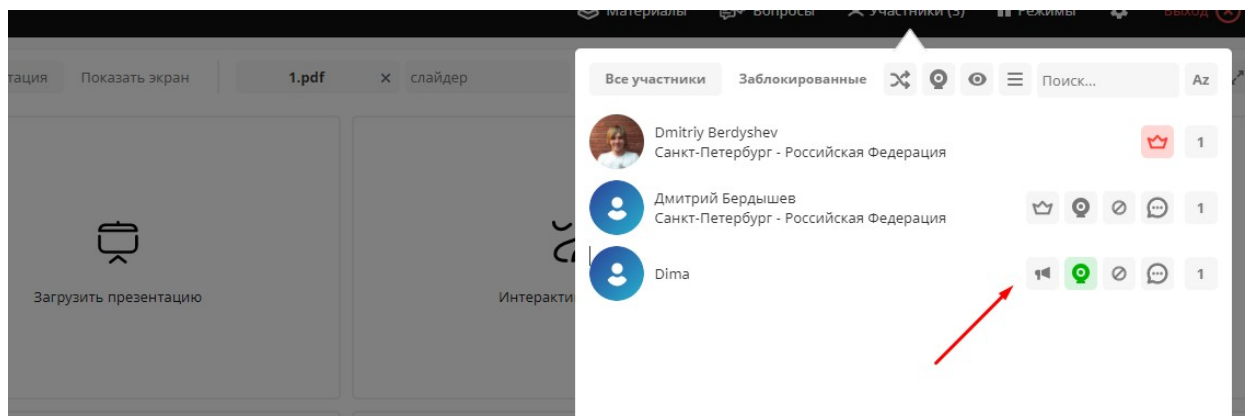 Материалы
Вопросы
Участники (3)
Режимы
Выход
тация
Показать экран
1.pdf
x слайдер
Все участники
Заблокированные
Поиск...
Az
Dmitriy Berdyshev
Санкт-Петербург - Российская Федерация
1
Дмитрий Бердышев
Санкт-Петербург - Российская Федерация
1
Dima
1
Загрузить презентацию
Интеракти